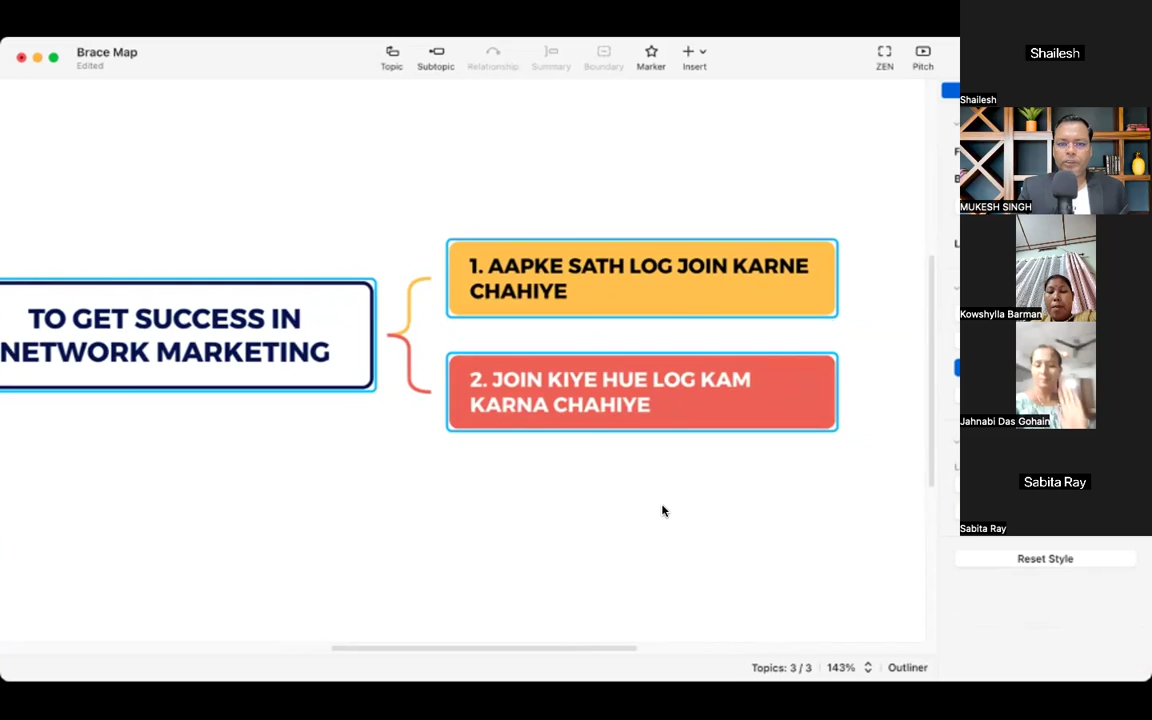 Brace Map
Edited
Topic
Subtopic
Relationship
Summary
Boundary
Marker
Insert
ZEN
Pitch
TO GET SUCCESS IN
NETWORK MARKETING
1. AAPKE SATH LOG JOIN KARNE
CHAHIYE
2. JOIN KIYE HUE LOG KAM
KARNA CHAHIYE
Shailesh
Shailesh
MUKESH SINGH
Kowshylla Barman
Jahnabi Das Gohain
Sabita Ray
Sabita Ray
Reset Style
Topics: 3 / 3
143%
Outliner